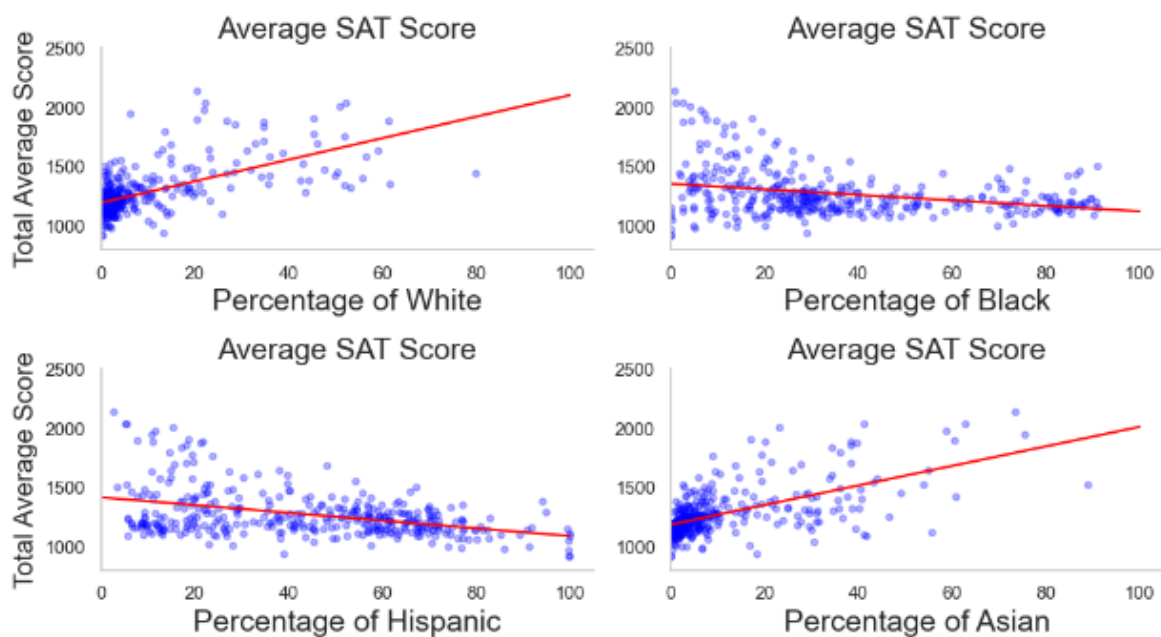 Average SAT Score
Total Average Score
2500
2000
1500
1000
0 20 40 60 80 100
Percentage of White
Average SAT Score
2500
2000
1500
1000
0 20 40 60 80 100
Percentage of Black
Average SAT Score
Total Average Score
2500
2000
1500
1000
0 20 40 60 80 100
Percentage of Hispanic
Average SAT Score
2500
2000
1500
1000
0 20 40 60 80 100
Percentage of Asian